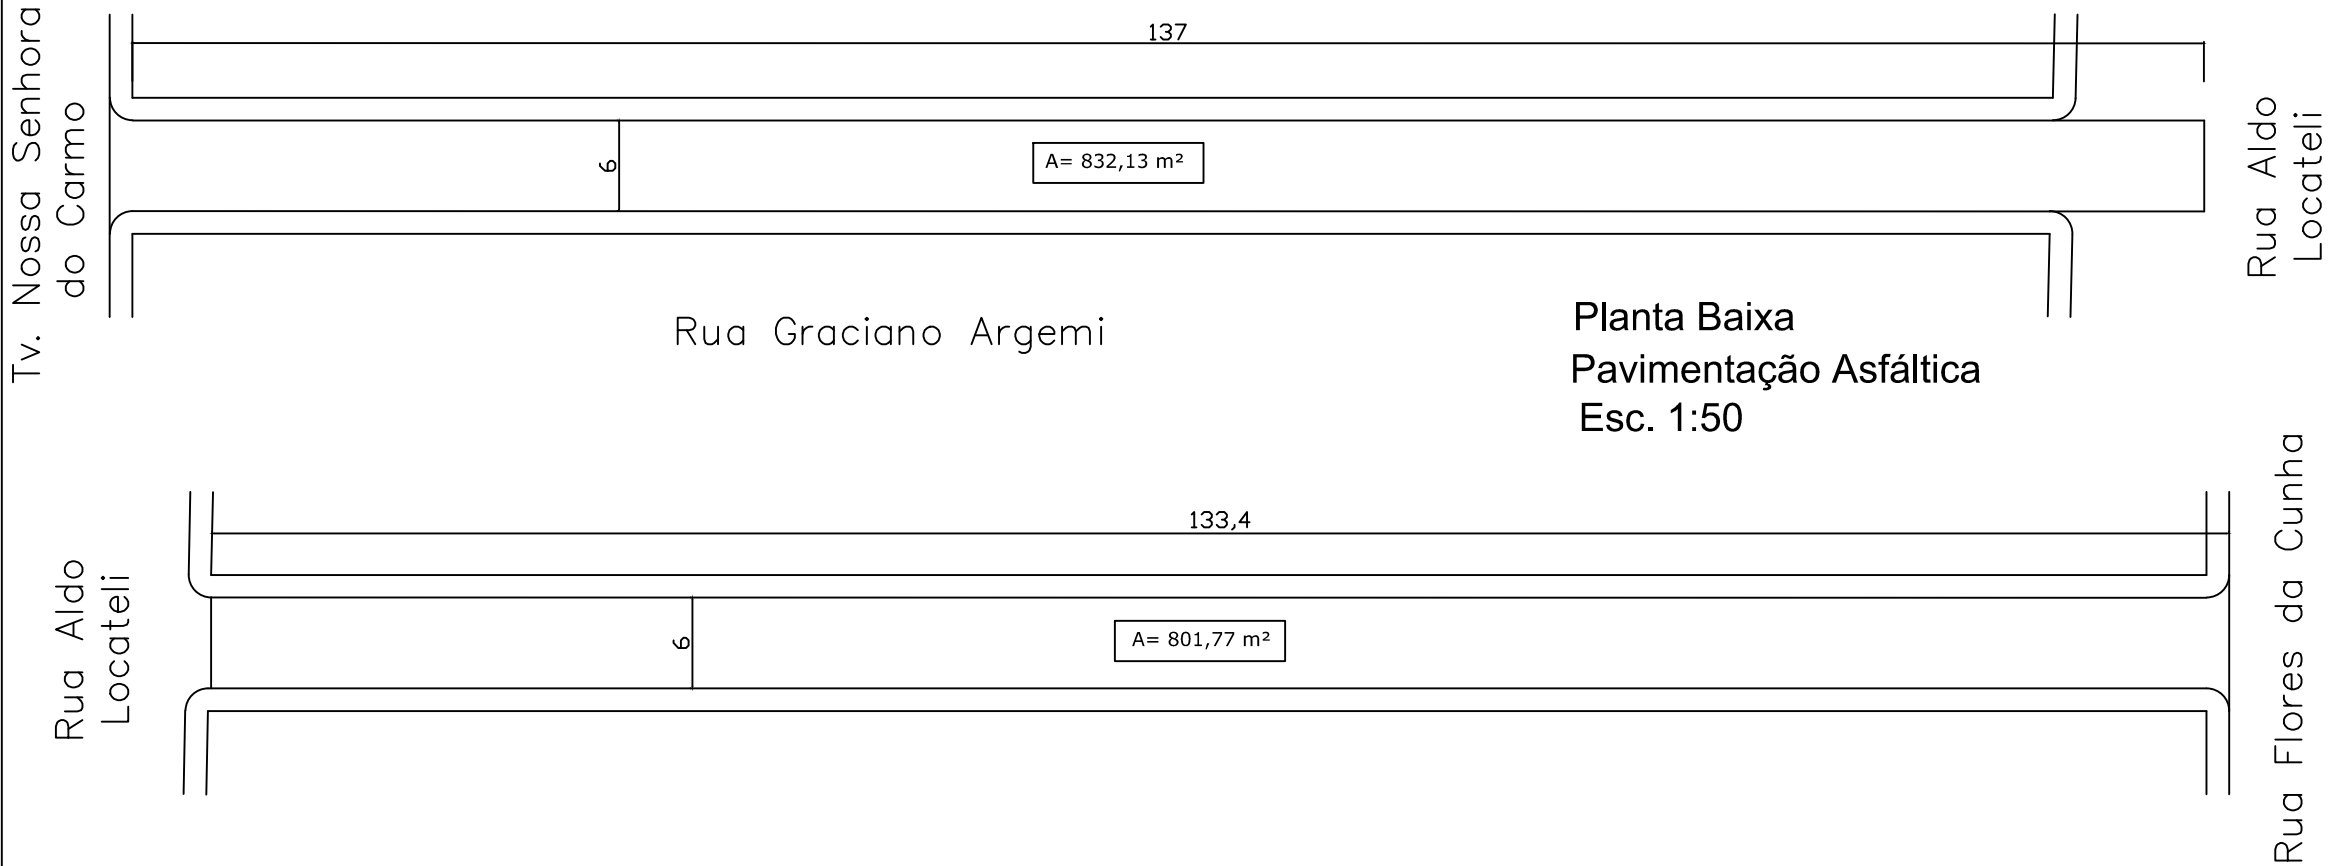 Tv. Nossa Senhora
do Carmo
137
6
A= 832,13 m²
Rua Aldo
Locateli
Rua Graciano Argemi
Planta Baixa
Pavimentação Asfáltica
Esc. 1:50
Rua Aldo
Locateli
133,4
6
A= 801,77 m²
Rua Flores da Cunha